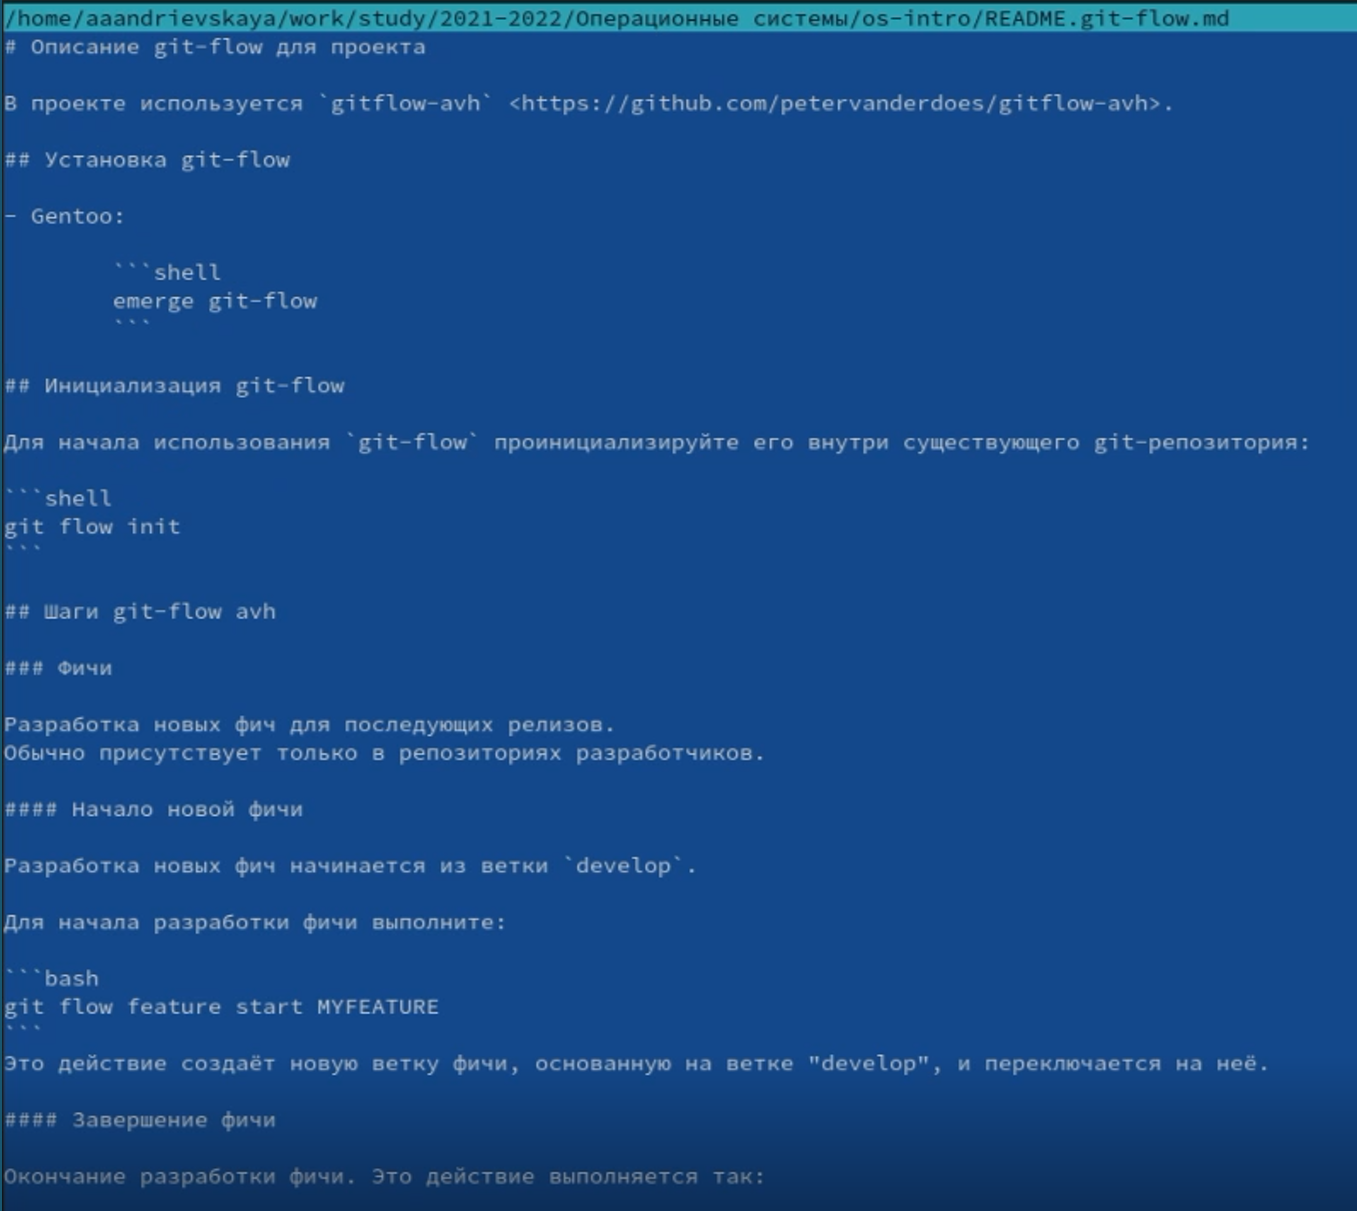 /home/aaandrievskaya/work/study/2021-2022/Операционные системы/os-intro/README.git-flow.md
# Описание git-flow для проекта
В проекте используется `gitflow-avh` <https://github.com/petervanderdoes/gitflow-avh>.
## Установка git-flow
- Gentoo:
```shell
emerge git-flow
```
## Инициализация git-flow
Для начала использования `git-flow` проинициализируйте его внутри существующего git-репозитория:
```shell
git flow init
```
## Шаги git-flow avh
### Фичи
Разработка новых фич для последующих релизов.
Обычно присутствует только в репозиториях разработчиков.
#### Начало новой фичи
Разработка новых фич начинается из ветки `develop`.
Для начала разработки фичи выполните:
```bash
git flow feature start MYFEATURE
```
Это действие создаёт новую ветку фичи, основанную на ветке "develop", и переключается на неё.
#### Завершение фичи
Окончание разработки фичи. Это действие выполняется так: